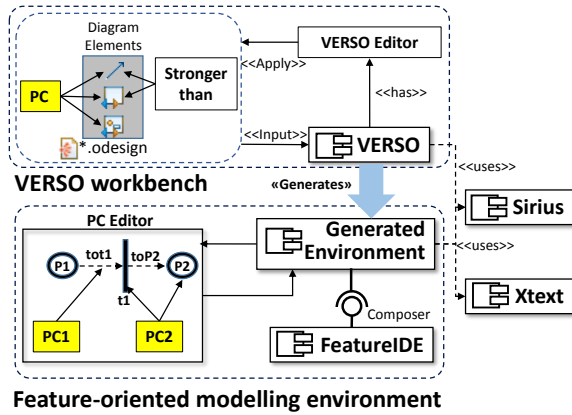 Diagram
Elements
VERSO Editor
<<Apply>>
PC
Stronger
than
<<has>>
*.odesign
<<Input>>
VERSO
VERSO workbench
«Generates»
<<uses>>
Sirius
PC Editor
Generated
Environment
<<uses>>
P1
tot1
toP2
P2
t1
Xtext
PC1
PC2
Composer
FeatureIDE
Feature-oriented modelling environment